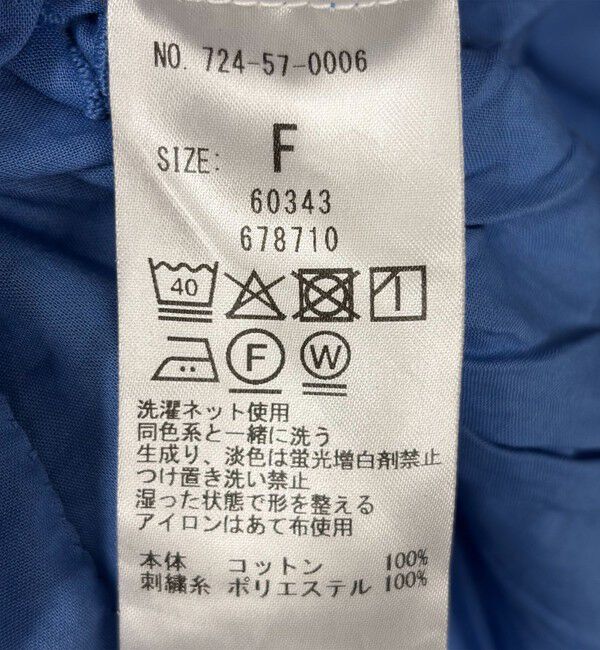 NO. 724-57-0006
SIZE: F
60343
678710
40
F W
洗濯ネット使用
同色系と一緒に洗う
生成り、淡色は蛍光増白剤禁止
つけ置き洗い禁止
湿った状態で形を整える
アイロンはあて布使用
本体 コットン 100%
刺繍糸 ポリエステル 100%